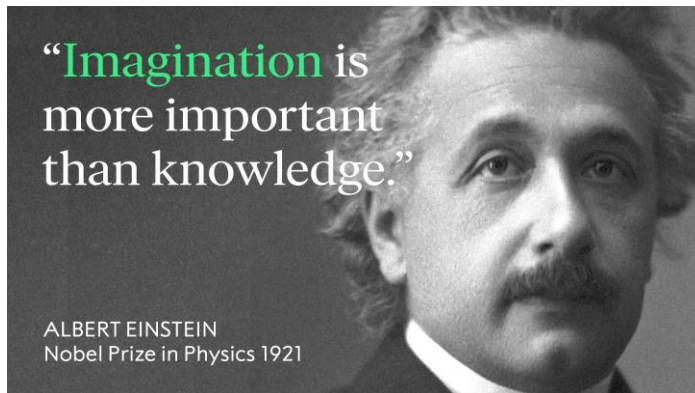 “Imagination is
more important
than knowledge.”
ALBERT EINSTEIN
Nobel Prize in Physics 1921